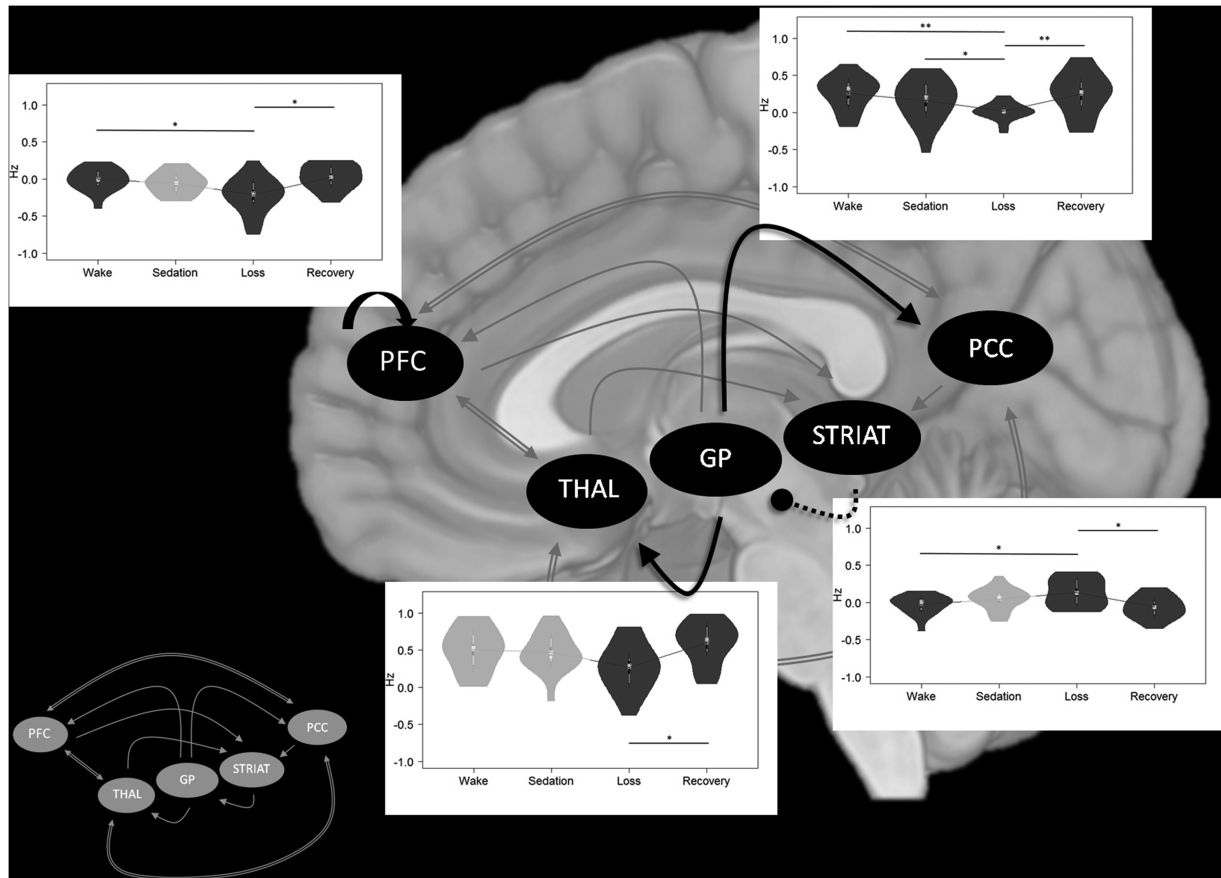 1.0
0.5
0.0
-0.5
-1.0
Hz
*
*
Wake Sedation Loss Recovery
1.0
0.5
0.0
-0.5
-1.0
Hz
**
*
**
Wake Sedation Loss Recovery
PFC
PCC
STRIAT
GP
THAL
1.0
0.5
0.0
-0.5
-1.0
Hz
*
*
Wake Sedation Loss Recovery
1.0
0.5
0.0
-0.5
-1.0
Hz
*
Wake Sedation Loss Recovery
PFC
PCC
STRIAT
GP
THAL